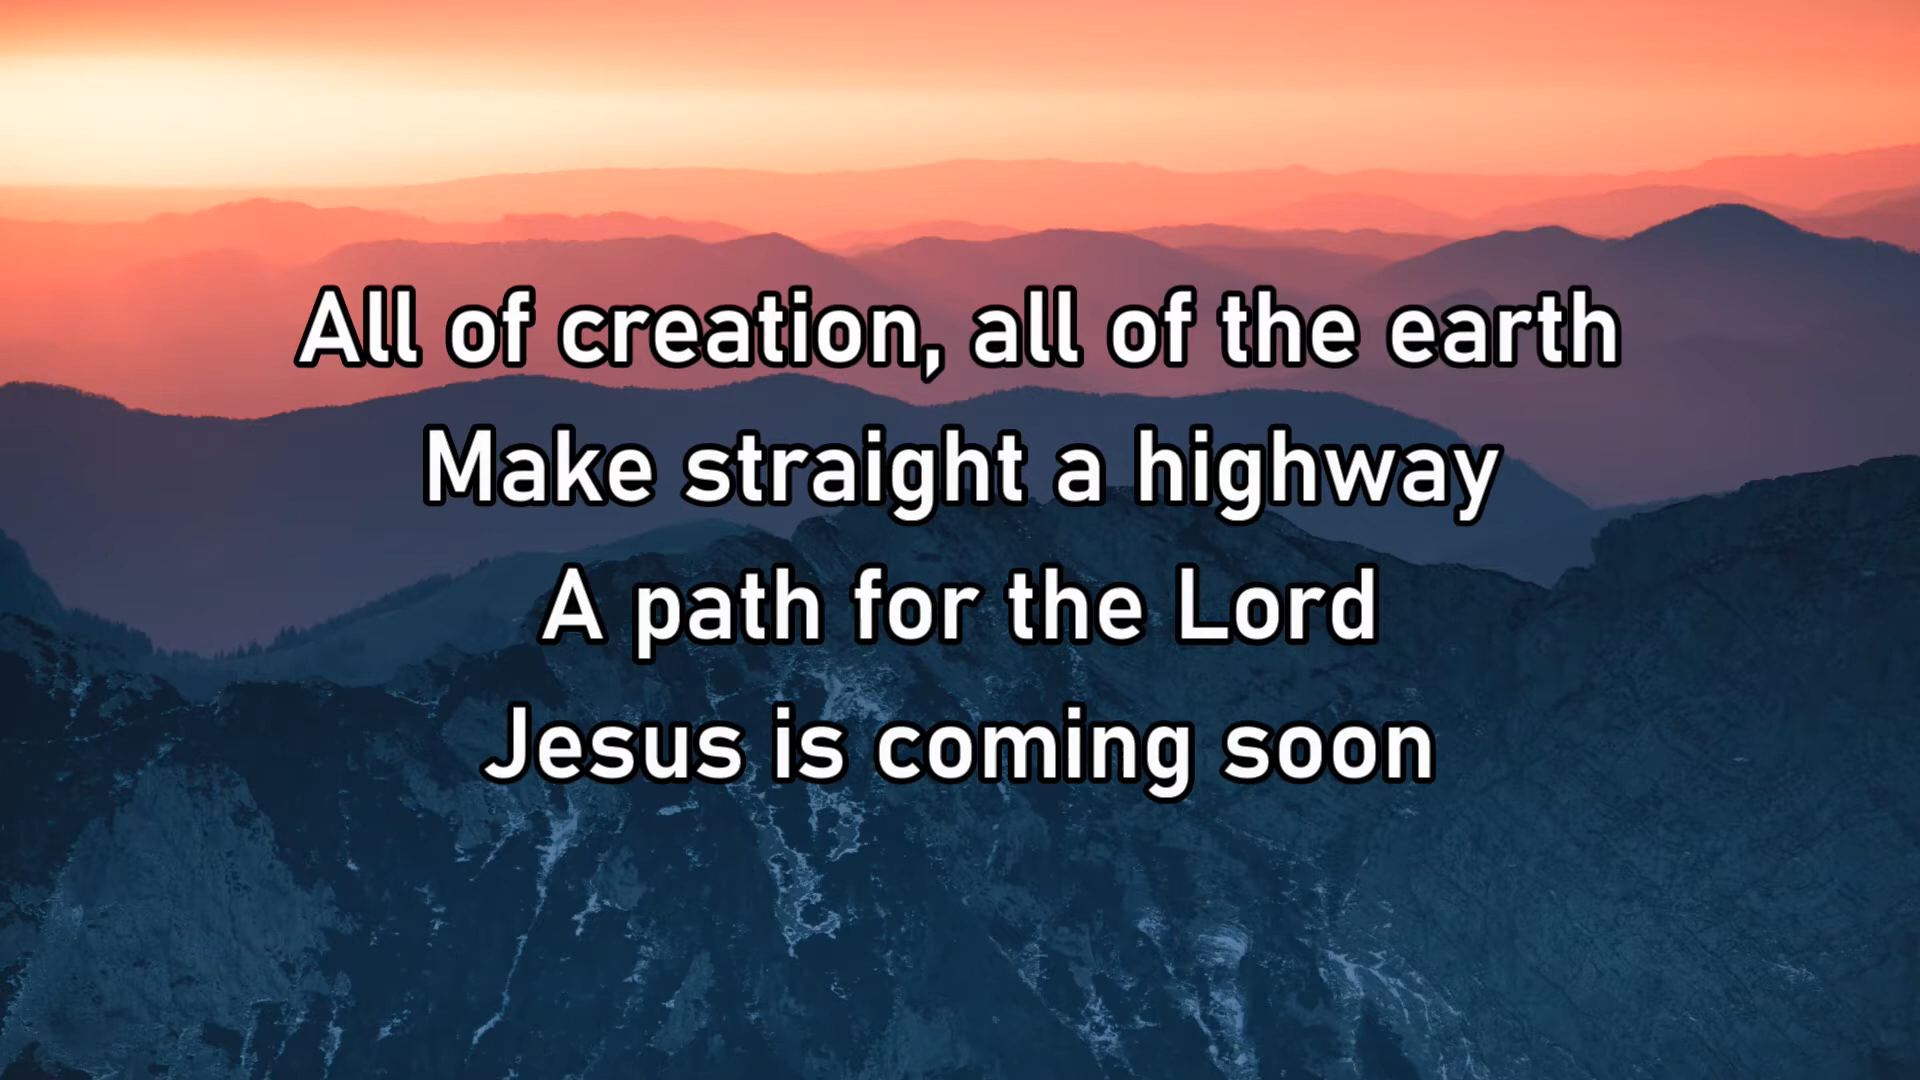 All of creation, all of the earth
Make straight a highway
A path for the Lord
Jesus is coming soon